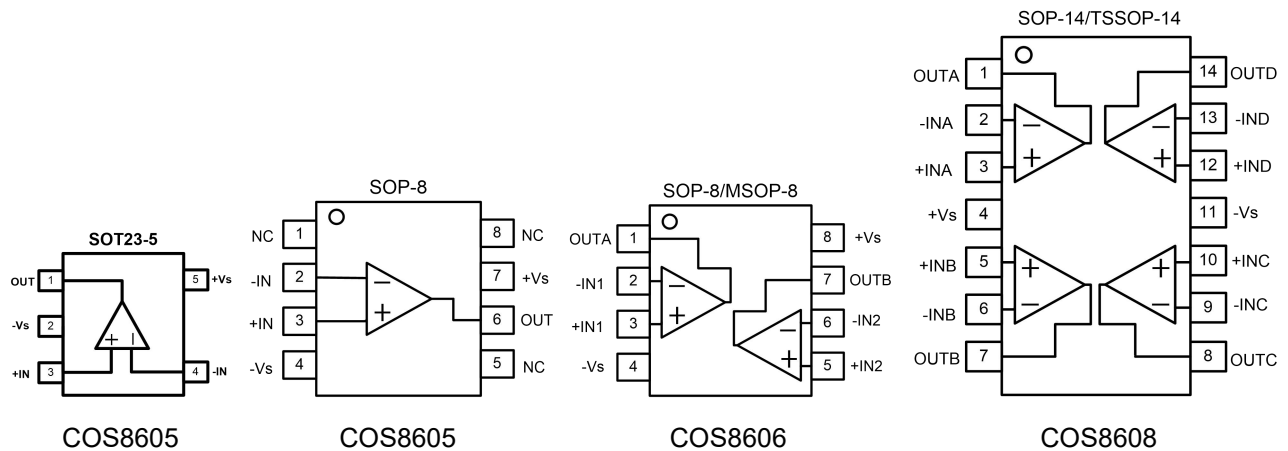 SOT23-5
OUT 1 5 +Vs
-Vs 2
+IN 3 4 -IN
+ −
COS8605
SOP-8
NC 1 8 NC
-IN 2 7 +Vs
+IN 3 6 OUT
-Vs 4 5 NC
−
+
COS8605
SOP-8/MSOP-8
OUTA 1 8 +Vs
-IN1 2 7 OUTB
+IN1 3 6 -IN2
-Vs 4 5 +IN2
− −
+ +
COS8606
SOP-14/TSSOP-14
OUTA 1 14 OUTD
-INA 2 − − 13 -IND
+INA 3 + + 12 +IND
+Vs 4 11 -Vs
+INB 5 + + 10 +INC
-INB 6 − − 9 -INC
OUTB 7 8 OUTC
COS8608